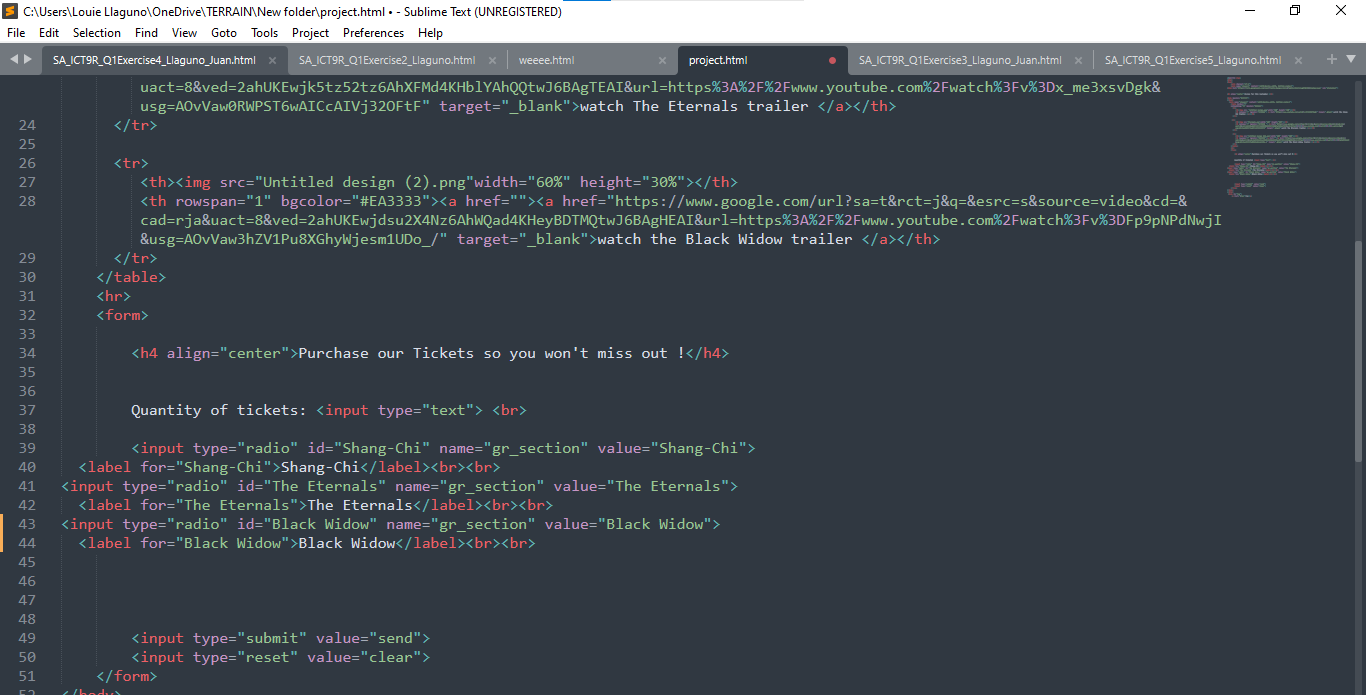 C:\Users\Louie Llaguno\OneDrive\TERRAIN\New folder\project.html • - Sublime Text (UNREGISTERED)
File Edit Selection Find View Goto Tools Project Preferences Help
SA_ICT9R_Q1Exercise4_Llaguno_Juan.html × SA_ICT9R_Q1Exercise2_Llaguno.html × weeee.html × project.html SA_ICT9R_Q1Exercise3_Llaguno_Juan.html × SA_ICT9R_Q1Exercise5_Llaguno.html ×
uact=8&ved=2ahUKEwjk5tz52tz6AhXFMd4KHblYAhQQtwJ6BAgTEAI&url=https%3A%2F%2Fwww.youtube.com%2Fwatch%3Fv%3Dx_me3xsvDgk&
usg=AOvVaw0RWPST6wAICcAIVj32OFtF" target="_blank">watch The Eternals trailer </a></th>
24 </tr>
25
26 <tr>
27 <th><img src="Untitled design (2).png"width="60%" height="30%"></th>
28 <th rowspan="1" bgcolor="#EA3333"><a href=""><a href="https://www.google.com/url?sa=t&rct=j&q=&esrc=s&source=video&cd=&
cad=rja&uact=8&ved=2ahUKEwjdsu2X4Nz6AhWQad4KHeyBDTMQtwJ6BAgHEAI&url=https%3A%2F%2Fwww.youtube.com%2Fwatch%3Fv%3DFp9pNPdNwjI
&usg=AOvVaw3hZV1Pu8XGhyWjesm1UDo_/" target="_blank">watch the Black Widow trailer </a></th>
29 </tr>
30 </table>
31 <hr>
32 <form>
33
34 <h4 align="center">Purchase our Tickets so you won't miss out !</h4>
35
36
37 Quantity of tickets: <input type="text"> <br>
38
39 <input type="radio" id="Shang-Chi" name="gr_section" value="Shang-Chi">
40 <label for="Shang-Chi">Shang-Chi</label><br><br>
41 <input type="radio" id="The Eternals" name="gr_section" value="The Eternals">
42 <label for="The Eternals">The Eternals</label><br><br>
43 <input type="radio" id="Black Widow" name="gr_section" value="Black Widow">
44 <label for="Black Widow">Black Widow</label><br><br>
45
46
47
48
49 <input type="submit" value="send">
50 <input type="reset" value="clear">
51 </form>
52 </body>